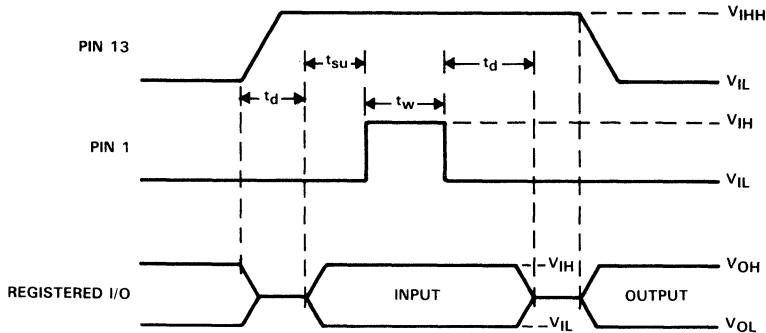 VIHH
PIN 13
tsu
td
td
VIL
tw
VIH
PIN 1
VIL
VIH
VOH
REGISTERED I/O
INPUT
OUTPUT
VIL
VOL